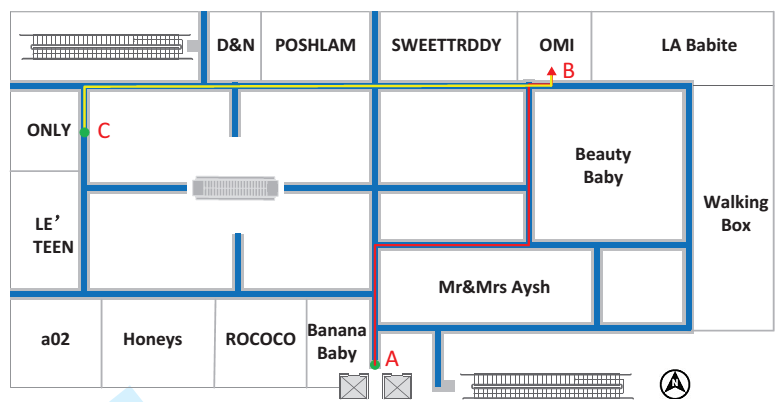 D&N
POSHLAM
SWEETTRDDY
OMI
LA Babite
B
ONLY
C
Beauty
Baby
LE’
TEEN
Walking
Box
Mr&Mrs Aysh
a02
Honeys
ROCOCO
Banana
Baby
A
N